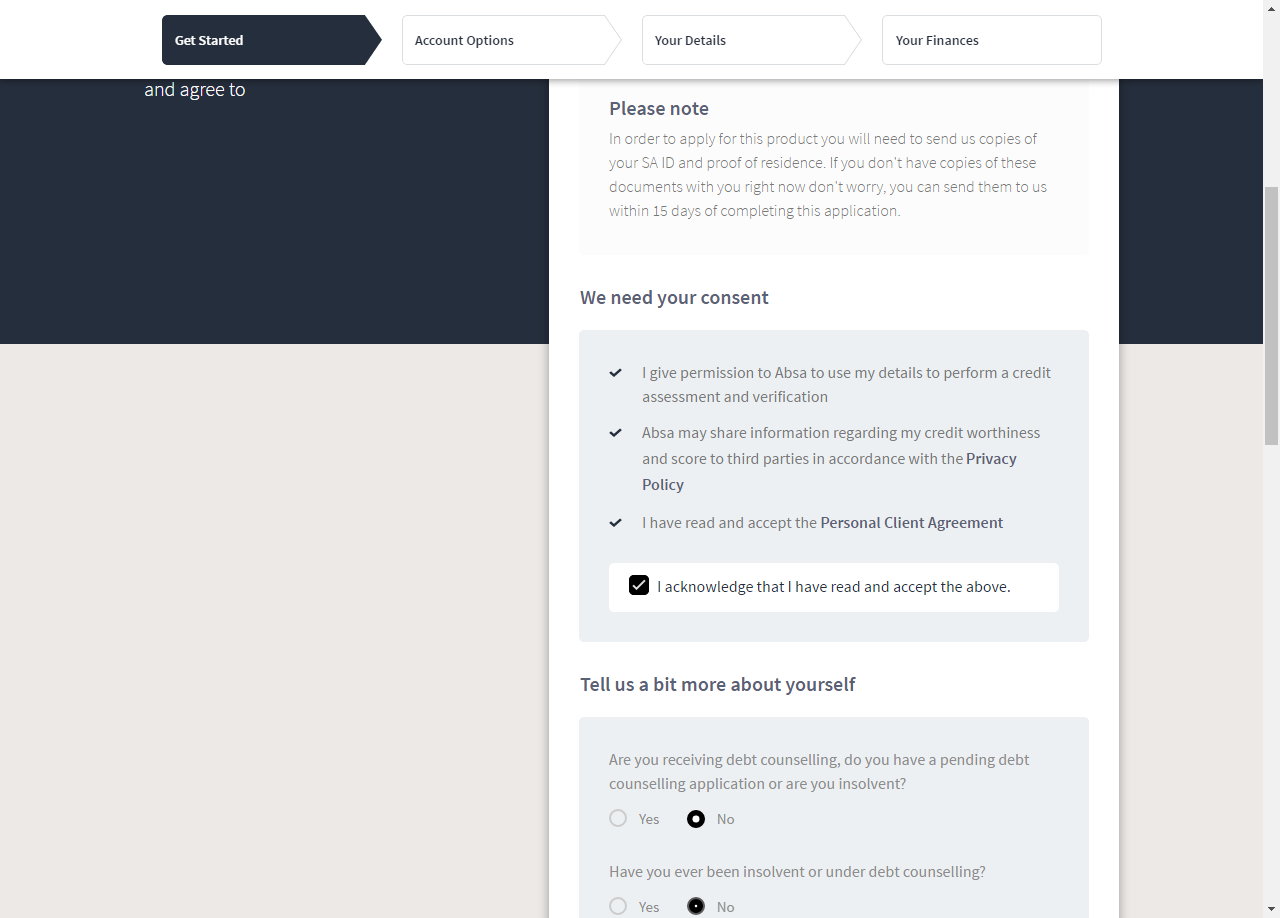 Get Started
Account Options
Your Details
Your Finances
and agree to
Please note
In order to apply for this product you will need to send us copies of
your SA ID and proof of residence. If you don't have copies of these
documents with you right now don't worry, you can send them to us
within 15 days of completing this application.
We need your consent
I give permission to Absa to use my details to perform a credit
assessment and verification
Absa may share information regarding my credit worthiness
and score to third parties in accordance with the Privacy
Policy
I have read and accept the Personal Client Agreement
I acknowledge that I have read and accept the above.
Tell us a bit more about yourself
Are you receiving debt counselling, do you have a pending debt
counselling application or are you insolvent?
Yes No
Have you ever been insolvent or under debt counselling?
Yes No